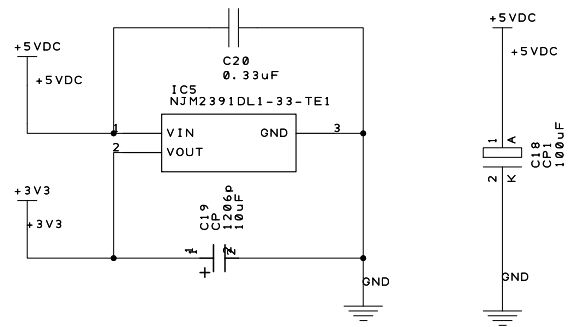 +5VDC
+5VDC
C20
0.33uF
IC5
NJM2391DL1-33-TE1
1
VIN
GND
3
2
VOUT
+3V3
+3V3
C19
CP
1206p
10uF
1
2
+
GND
+5VDC
+5VDC
1
A
C18
CP1
100uF
2
K
GND